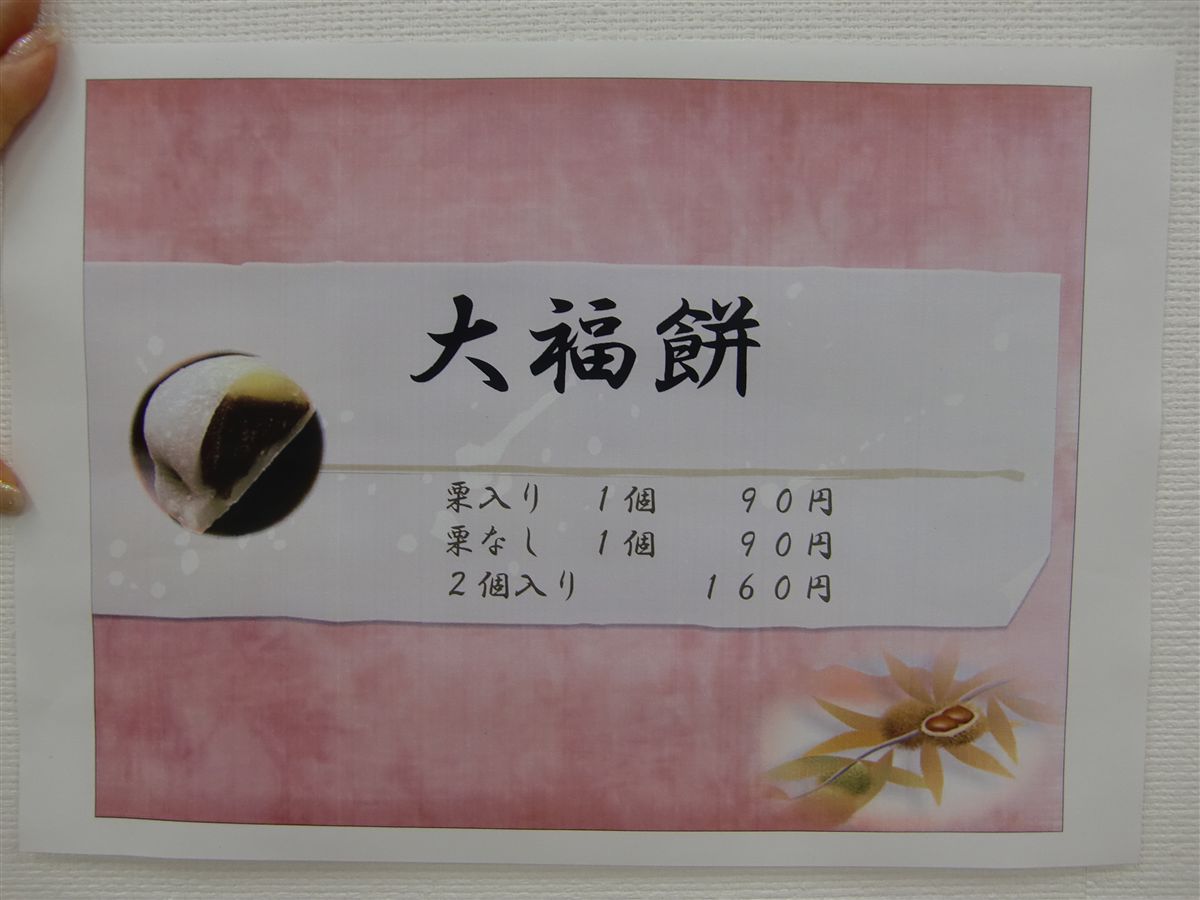 大福餅
栗入り　１個　　９０円
栗なし　１個　　９０円
２個入り　　　１６０円